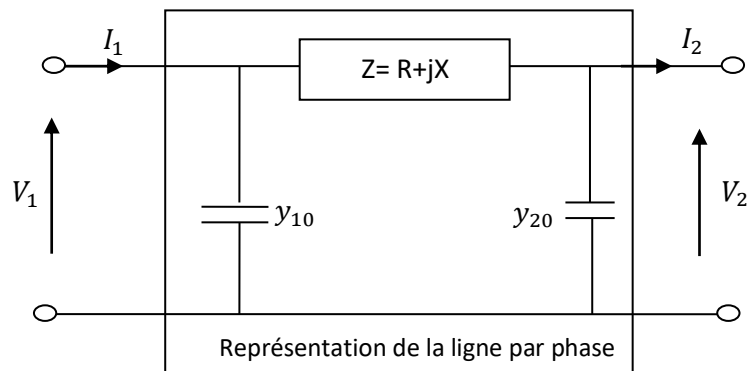 I₁
I₂
Z= R+jX
V₁
y₁₀
y₂₀
V₂
Représentation de la ligne par phase